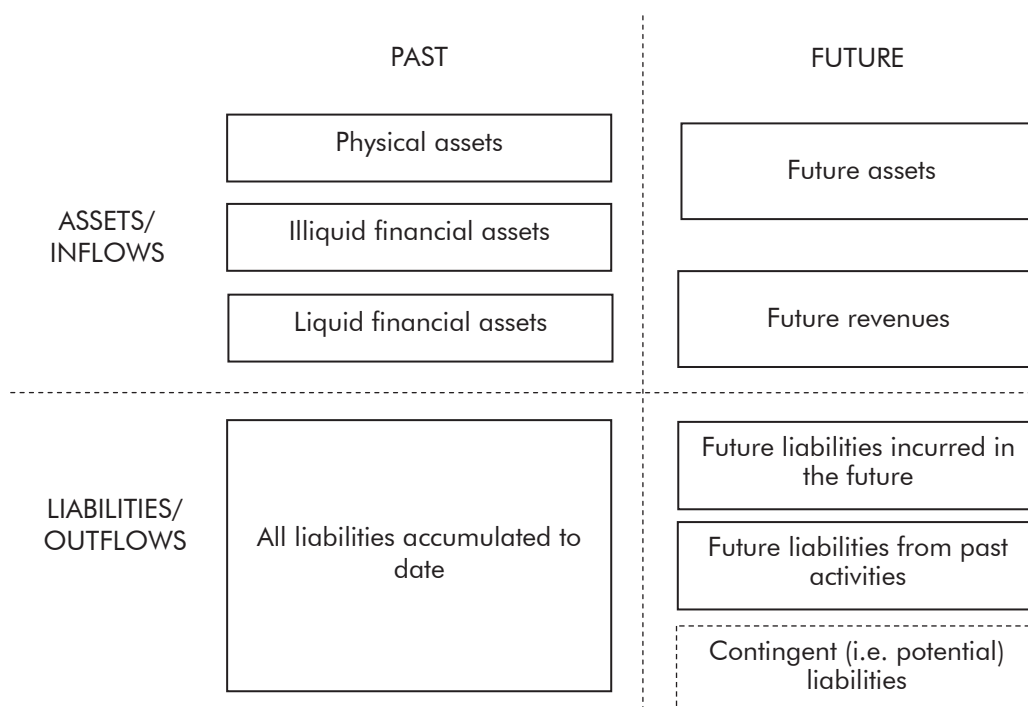 PAST
FUTURE
Physical assets
Future assets
ASSETS/
INFLOWS
Illiquid financial assets
Liquid financial assets
Future revenues
LIABILITIES/
OUTFLOWS
All liabilities accumulated to
date
Future liabilities incurred in
the future
Future liabilities from past
activities
Contingent (i.e. potential)
liabilities